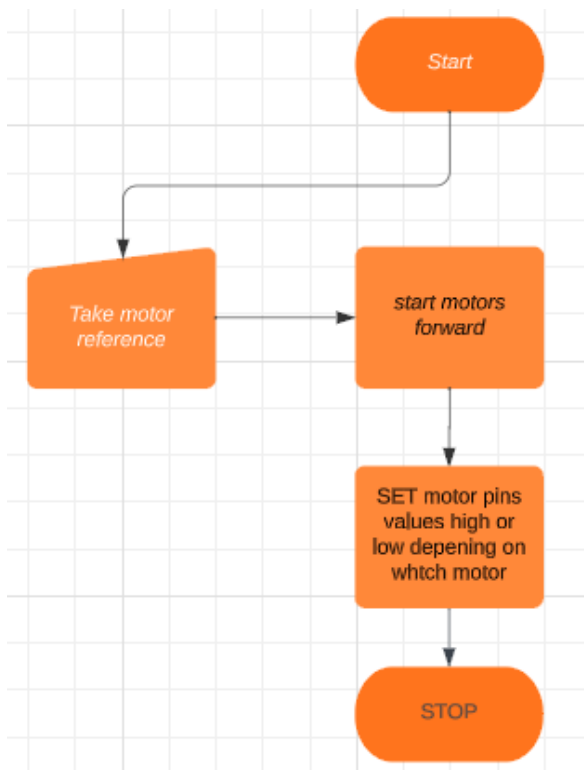 Start
Take motor
reference
start motors
forward
SET motor pins
values high or
low depening on
whtch motor
STOP